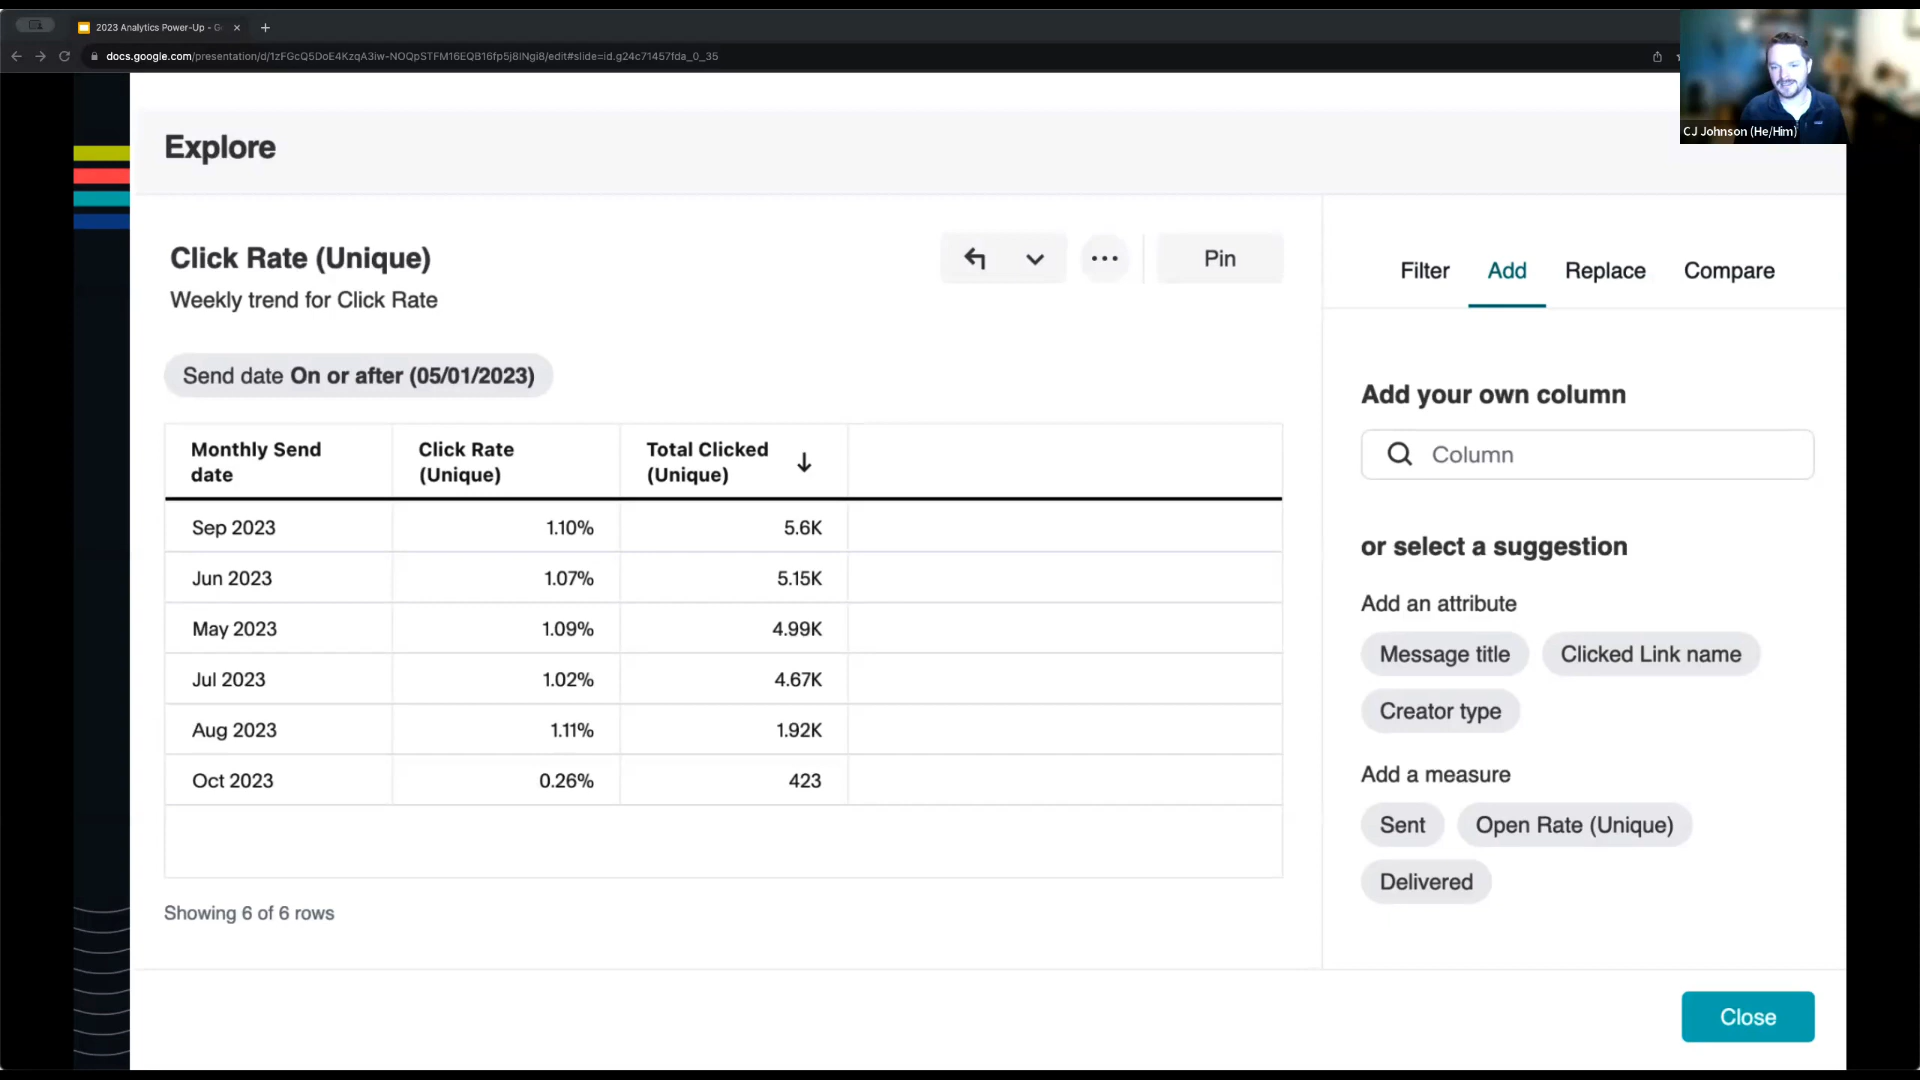 2023 Analytics Power-Up - Go
docs.google.com/presentation/d/1zFGcQ5DoE4KzqA3iw-NOQpSTFM16EQB16fp5j8iNgi8/edit#slide=id.g24c71457fda_0_35
CJ Johnson (He/Him)
Explore
Click Rate (Unique)
Weekly trend for Click Rate
Pin
Filter Add Replace Compare
Send date On or after (05/01/2023)
Monthly Send date Click Rate (Unique) Total Clicked (Unique)
Sep 2023 1.10% 5.6K
Jun 2023 1.07% 5.15K
May 2023 1.09% 4.99K
Jul 2023 1.02% 4.67K
Aug 2023 1.11% 1.92K
Oct 2023 0.26% 423
Showing 6 of 6 rows
Add your own column
Column
or select a suggestion
Add an attribute
Message title Clicked Link name
Creator type
Add a measure
Sent Open Rate (Unique)
Delivered
Close